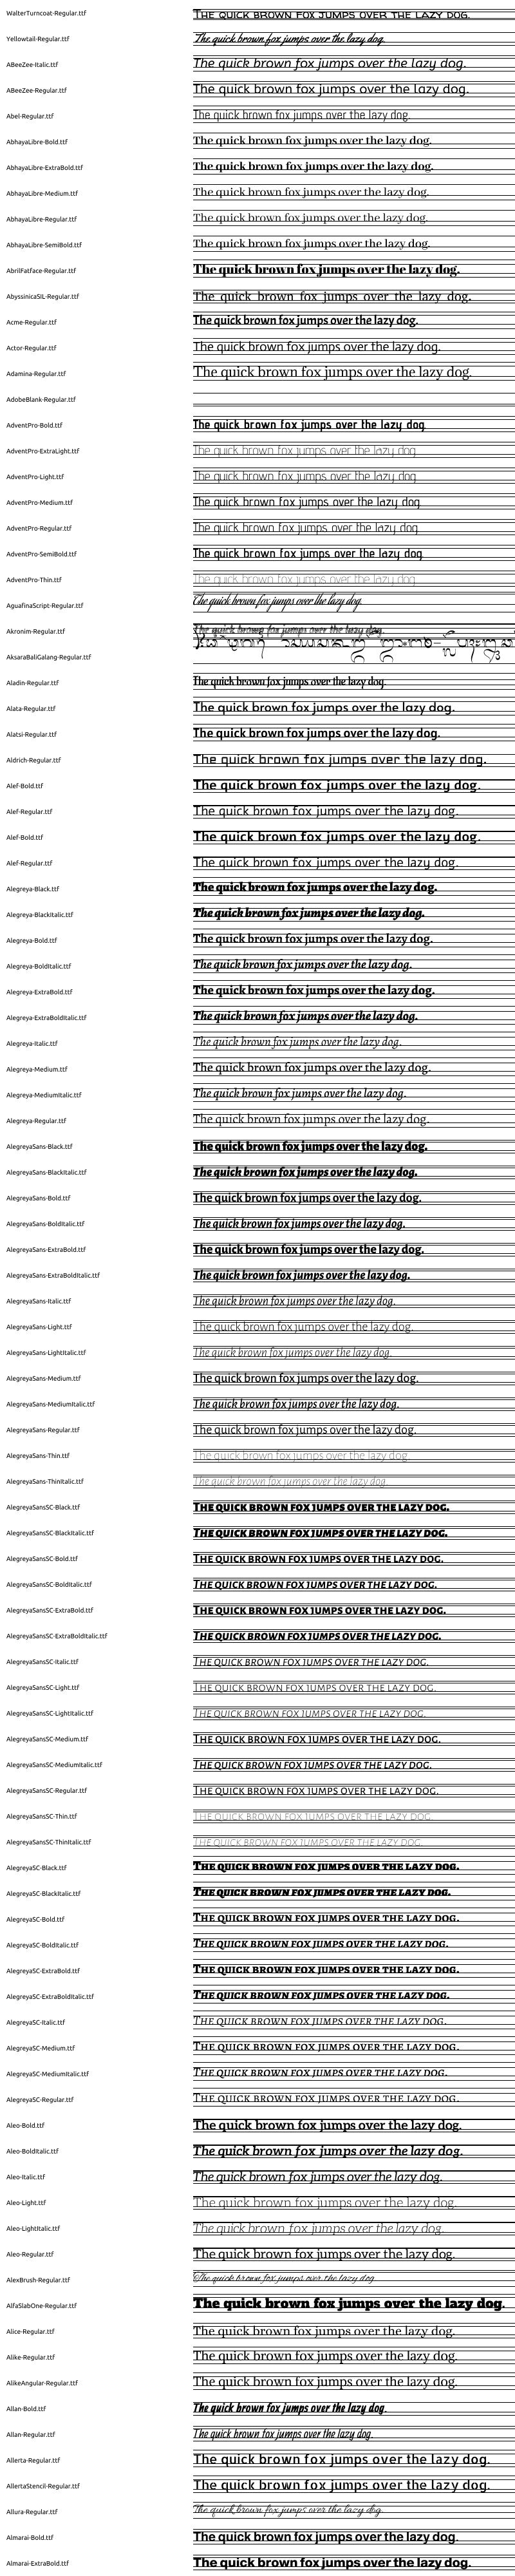 WalterTurncoat-Regular.ttf THE QUICK BROWN FOX JUMPS OVER THE LAZY DOG.
Yellowtail-Regular.ttf The quick brown fox jumps over the lazy dog.
ABeeZee-Italic.ttf The quick brown fox jumps over the lazy dog.
ABeeZee-Regular.ttf The quick brown fox jumps over the lazy dog.
Abel-Regular.ttf The quick brown fox jumps over the lazy dog.
AbhayaLibre-Bold.ttf The quick brown fox jumps over the lazy dog.
AbhayaLibre-ExtraBold.ttf The quick brown fox jumps over the lazy dog.
AbhayaLibre-Medium.ttf The quick brown fox jumps over the lazy dog.
AbhayaLibre-Regular.ttf The quick brown fox jumps over the lazy dog.
AbhayaLibre-SemiBold.ttf The quick brown fox jumps over the lazy dog.
AbrilFatface-Regular.ttf The quick brown fox jumps over the lazy dog.
AbyssinicaSIL-Regular.ttf The quick brown fox jumps over the lazy dog.
Acme-Regular.ttf The quick brown fox jumps over the lazy dog.
Actor-Regular.ttf The quick brown fox jumps over the lazy dog.
Adamina-Regular.ttf The quick brown fox jumps over the lazy dog.
AdobeBlank-Regular.ttf
AdventPro-Bold.ttf The quick brown fox jumps over the lazy dog.
AdventPro-ExtraLight.ttf The quick brown fox jumps over the lazy dog.
AdventPro-Light.ttf The quick brown fox jumps over the lazy dog.
AdventPro-Medium.ttf The quick brown fox jumps over the lazy dog.
AdventPro-Regular.ttf The quick brown fox jumps over the lazy dog.
AdventPro-SemiBold.ttf The quick brown fox jumps over the lazy dog.
AdventPro-Thin.ttf The quick brown fox jumps over the lazy dog.
AguafinaScript-Regular.ttf The quick brown fox jumps over the lazy dog.
Akronim-Regular.ttf The quick brown fox jumps over the lazy dog.
AksaraBaliGalang-Regular.ttf
Aladin-Regular.ttf The quick brown fox jumps over the lazy dog.
Alata-Regular.ttf The quick brown fox jumps over the lazy dog.
Alatsi-Regular.ttf The quick brown fox jumps over the lazy dog.
Aldrich-Regular.ttf The quick brown fox jumps over the lazy dog.
Alef-Bold.ttf The quick brown fox jumps over the lazy dog.
Alef-Regular.ttf The quick brown fox jumps over the lazy dog.
Alef-Bold.ttf The quick brown fox jumps over the lazy dog.
Alef-Regular.ttf The quick brown fox jumps over the lazy dog.
Alegreya-Black.ttf The quick brown fox jumps over the lazy dog.
Alegreya-BlackItalic.ttf The quick brown fox jumps over the lazy dog.
Alegreya-Bold.ttf The quick brown fox jumps over the lazy dog.
Alegreya-BoldItalic.ttf The quick brown fox jumps over the lazy dog.
Alegreya-ExtraBold.ttf The quick brown fox jumps over the lazy dog.
Alegreya-ExtraBoldItalic.ttf The quick brown fox jumps over the lazy dog.
Alegreya-Italic.ttf The quick brown fox jumps over the lazy dog.
Alegreya-Medium.ttf The quick brown fox jumps over the lazy dog.
Alegreya-MediumItalic.ttf The quick brown fox jumps over the lazy dog.
Alegreya-Regular.ttf The quick brown fox jumps over the lazy dog.
AlegreyaSans-Black.ttf The quick brown fox jumps over the lazy dog.
AlegreyaSans-BlackItalic.ttf The quick brown fox jumps over the lazy dog.
AlegreyaSans-Bold.ttf The quick brown fox jumps over the lazy dog.
AlegreyaSans-BoldItalic.ttf The quick brown fox jumps over the lazy dog.
AlegreyaSans-ExtraBold.ttf The quick brown fox jumps over the lazy dog.
AlegreyaSans-ExtraBoldItalic.ttf The quick brown fox jumps over the lazy dog.
AlegreyaSans-Italic.ttf The quick brown fox jumps over the lazy dog.
AlegreyaSans-Light.ttf The quick brown fox jumps over the lazy dog.
AlegreyaSans-LightItalic.ttf The quick brown fox jumps over the lazy dog.
AlegreyaSans-Medium.ttf The quick brown fox jumps over the lazy dog.
AlegreyaSans-MediumItalic.ttf The quick brown fox jumps over the lazy dog.
AlegreyaSans-Regular.ttf The quick brown fox jumps over the lazy dog.
AlegreyaSans-Thin.ttf The quick brown fox jumps over the lazy dog.
AlegreyaSans-ThinItalic.ttf The quick brown fox jumps over the lazy dog.
AlegreyaSansSC-Black.ttf THE QUICK BROWN FOX JUMPS OVER THE LAZY DOG.
AlegreyaSansSC-BlackItalic.ttf THE QUICK BROWN FOX JUMPS OVER THE LAZY DOG.
AlegreyaSansSC-Bold.ttf THE QUICK BROWN FOX JUMPS OVER THE LAZY DOG.
AlegreyaSansSC-BoldItalic.ttf THE QUICK BROWN FOX JUMPS OVER THE LAZY DOG.
AlegreyaSansSC-ExtraBold.ttf THE QUICK BROWN FOX JUMPS OVER THE LAZY DOG.
AlegreyaSansSC-ExtraBoldItalic.ttf THE QUICK BROWN FOX JUMPS OVER THE LAZY DOG.
AlegreyaSansSC-Italic.ttf THE QUICK BROWN FOX JUMPS OVER THE LAZY DOG.
AlegreyaSansSC-Light.ttf THE QUICK BROWN FOX JUMPS OVER THE LAZY DOG.
AlegreyaSansSC-LightItalic.ttf THE QUICK BROWN FOX JUMPS OVER THE LAZY DOG.
AlegreyaSansSC-Medium.ttf THE QUICK BROWN FOX JUMPS OVER THE LAZY DOG.
AlegreyaSansSC-MediumItalic.ttf THE QUICK BROWN FOX JUMPS OVER THE LAZY DOG.
AlegreyaSansSC-Regular.ttf THE QUICK BROWN FOX JUMPS OVER THE LAZY DOG.
AlegreyaSansSC-Thin.ttf THE QUICK BROWN FOX JUMPS OVER THE LAZY DOG.
AlegreyaSansSC-ThinItalic.ttf THE QUICK BROWN FOX JUMPS OVER THE LAZY DOG.
AlegreyaSC-Black.ttf THE QUICK BROWN FOX JUMPS OVER THE LAZY DOG.
AlegreyaSC-BlackItalic.ttf THE QUICK BROWN FOX JUMPS OVER THE LAZY DOG.
AlegreyaSC-Bold.ttf THE QUICK BROWN FOX JUMPS OVER THE LAZY DOG.
AlegreyaSC-BoldItalic.ttf THE QUICK BROWN FOX JUMPS OVER THE LAZY DOG.
AlegreyaSC-ExtraBold.ttf THE QUICK BROWN FOX JUMPS OVER THE LAZY DOG.
AlegreyaSC-ExtraBoldItalic.ttf THE QUICK BROWN FOX JUMPS OVER THE LAZY DOG.
AlegreyaSC-Italic.ttf THE QUICK BROWN FOX JUMPS OVER THE LAZY DOG.
AlegreyaSC-Medium.ttf THE QUICK BROWN FOX JUMPS OVER THE LAZY DOG.
AlegreyaSC-MediumItalic.ttf THE QUICK BROWN FOX JUMPS OVER THE LAZY DOG.
AlegreyaSC-Regular.ttf THE QUICK BROWN FOX JUMPS OVER THE LAZY DOG.
Aleo-Bold.ttf The quick brown fox jumps over the lazy dog.
Aleo-BoldItalic.ttf The quick brown fox jumps over the lazy dog.
Aleo-Italic.ttf The quick brown fox jumps over the lazy dog.
Aleo-Light.ttf The quick brown fox jumps over the lazy dog.
Aleo-LightItalic.ttf The quick brown fox jumps over the lazy dog.
Aleo-Regular.ttf The quick brown fox jumps over the lazy dog.
AlexBrush-Regular.ttf The quick brown fox jumps over the lazy dog.
AlfaSlabOne-Regular.ttf The quick brown fox jumps over the lazy dog.
Alice-Regular.ttf The quick brown fox jumps over the lazy dog.
Alike-Regular.ttf The quick brown fox jumps over the lazy dog.
AlikeAngular-Regular.ttf The quick brown fox jumps over the lazy dog.
Allan-Bold.ttf The quick brown fox jumps over the lazy dog.
Allan-Regular.ttf The quick brown fox jumps over the lazy dog.
Allerta-Regular.ttf The quick brown fox jumps over the lazy dog.
AllertaStencil-Regular.ttf The quick brown fox jumps over the lazy dog.
Allura-Regular.ttf The quick brown fox jumps over the lazy dog.
Almarai-Bold.ttf The quick brown fox jumps over the lazy dog.
Almarai-ExtraBold.ttf The quick brown fox jumps over the lazy dog.